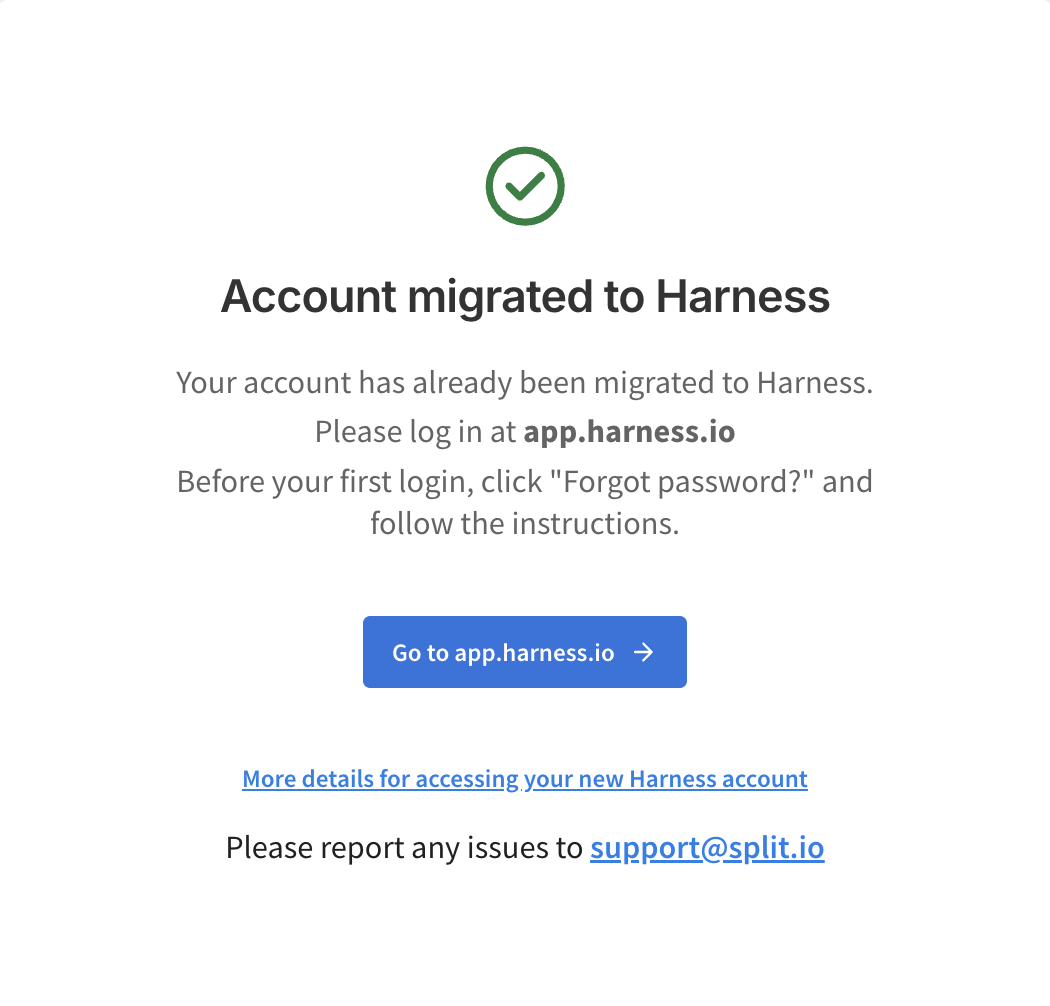 Account migrated to Harness
Your account has already been migrated to Harness.
Please log in at app.harness.io
Before your first login, click "Forgot password?" and
follow the instructions.
Go to app.harness.io →
More details for accessing your new Harness account
Please report any issues to support@split.io